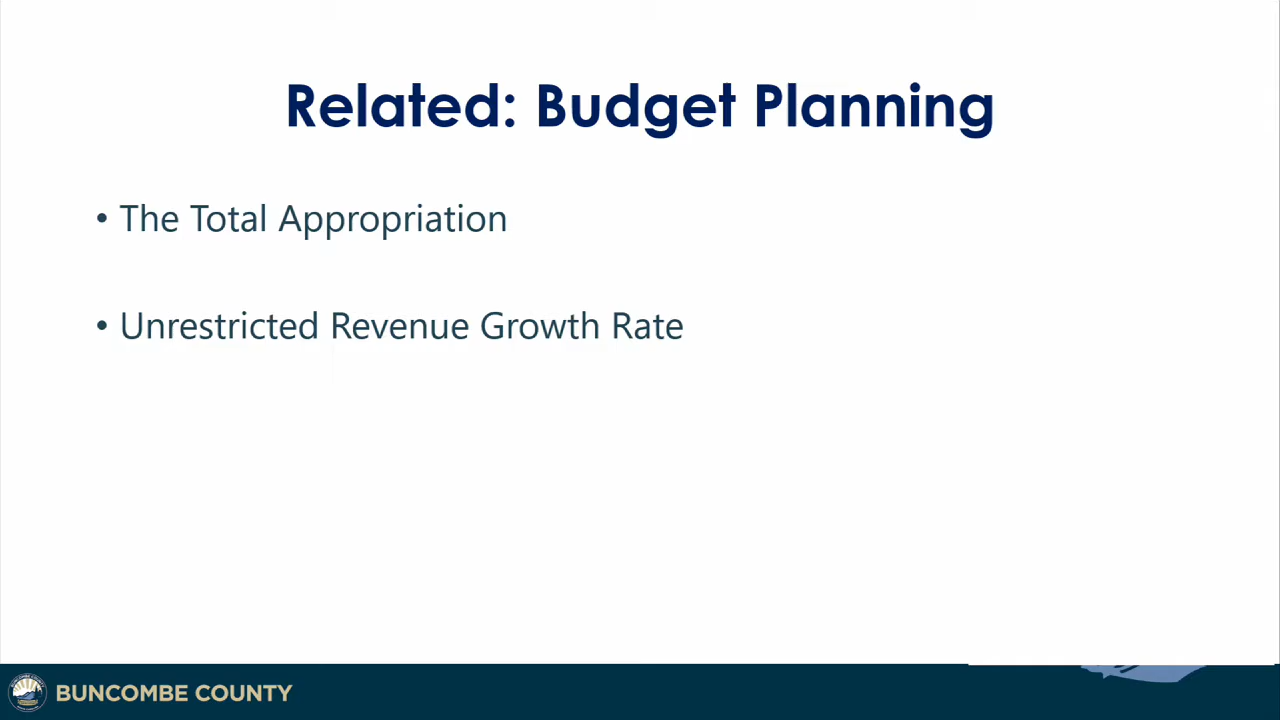 Related: Budget Planning
• The Total Appropriation
• Unrestricted Revenue Growth Rate
BUNCOMBE COUNTY